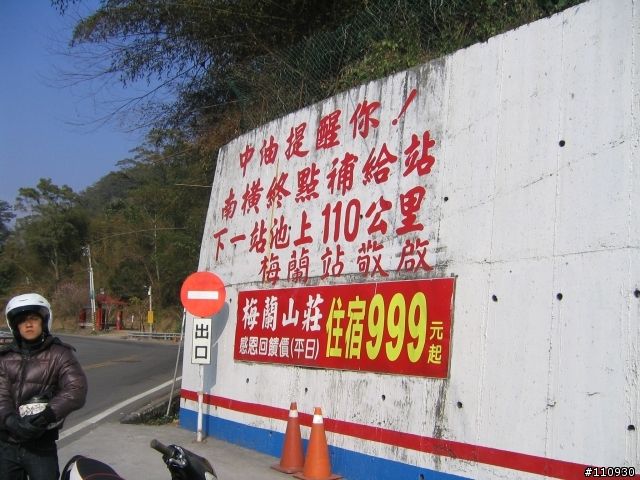 中油提醒你！
南橫終點補給站
下一站池上110公里
梅蘭站敬啟
梅蘭山莊
感恩回饋價(平日)
住宿999元起
出口
#110930